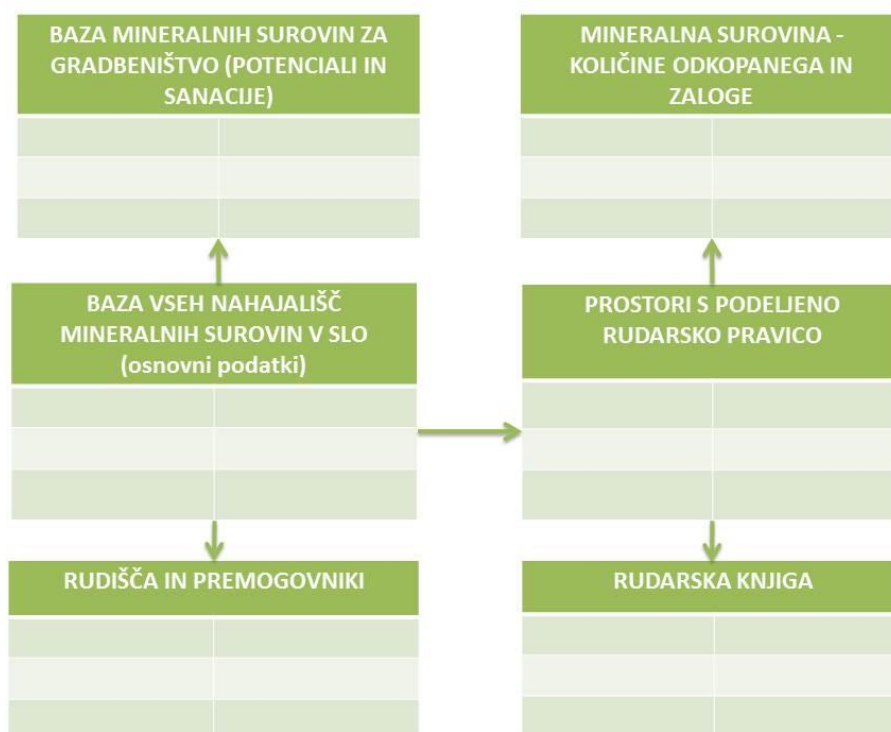 BAZA MINERALNIH SUROVIN ZA
GRADBENIŠTVO (POTENCIALI IN
SANACIJE)
MINERALNA SUROVINA -
KOLIČINE ODKOPANEGA IN
ZALOGE
BAZA VSEH NAHAJALIŠČ
MINERALNIH SUROVIN V SLO
(osnovni podatki)
PROSTORI S PODELJENO
RUDARSKO PRAVICO
RUDIŠČA IN PREMOGOVNIKI
RUDARSKA KNJIGA